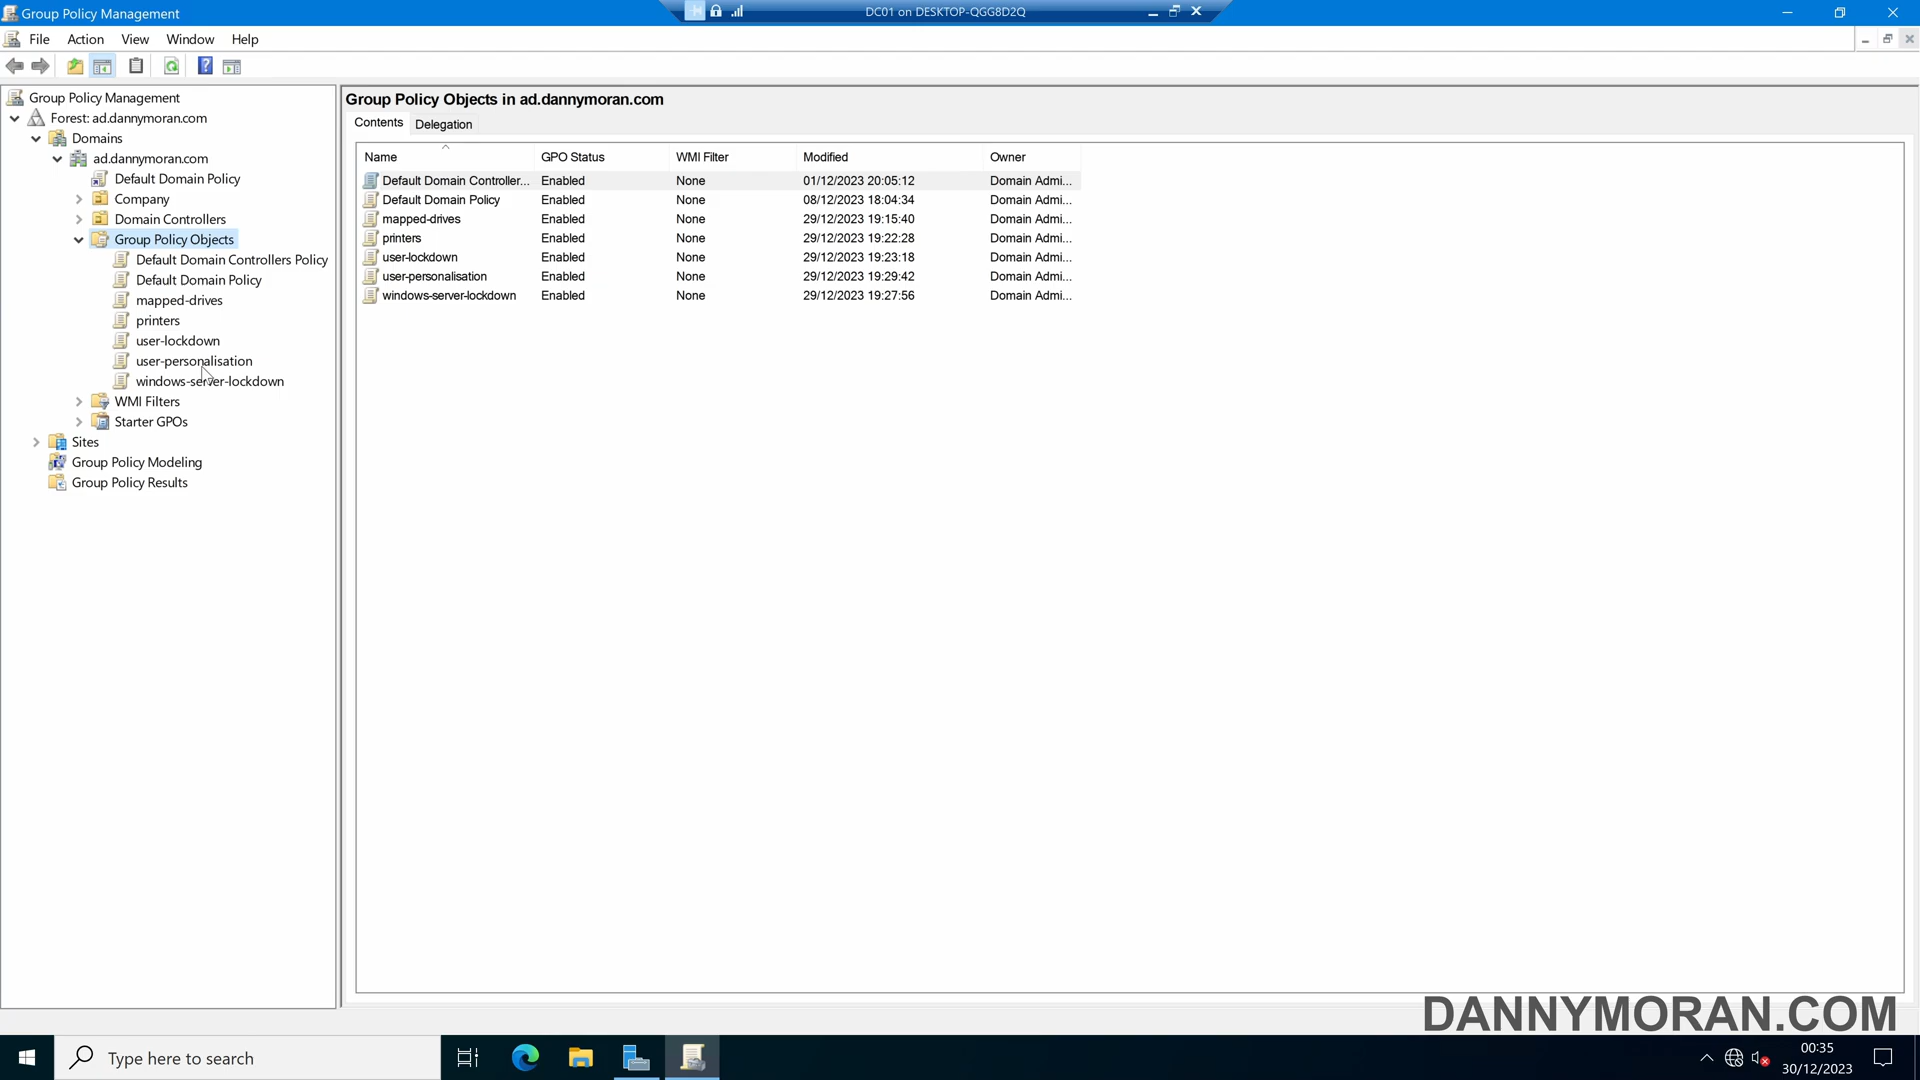 Group Policy Management
DC01 on DESKTOP-QGG8D2Q
File Action View Window Help
Group Policy Management
Forest: ad.dannymoran.com
Domains
ad.dannymoran.com
Default Domain Policy
Company
Domain Controllers
Group Policy Objects
Default Domain Controllers Policy
Default Domain Policy
mapped-drives
printers
user-lockdown
user-personalisation
windows-server-lockdown
WMI Filters
Starter GPOs
Sites
Group Policy Modeling
Group Policy Results
Group Policy Objects in ad.dannymoran.com
Contents Delegation
Name GPO Status WMI Filter Modified Owner
Default Domain Controller... Enabled None 01/12/2023 20:05:12 Domain Admi...
Default Domain Policy Enabled None 08/12/2023 18:04:34 Domain Admi...
mapped-drives Enabled None 29/12/2023 19:15:40 Domain Admi...
printers Enabled None 29/12/2023 19:22:28 Domain Admi...
user-lockdown Enabled None 29/12/2023 19:23:18 Domain Admi...
user-personalisation Enabled None 29/12/2023 19:29:42 Domain Admi...
windows-server-lockdown Enabled None 29/12/2023 19:27:56 Domain Admi...
DANNYMORAN.COM
Type here to search
00:35
30/12/2023